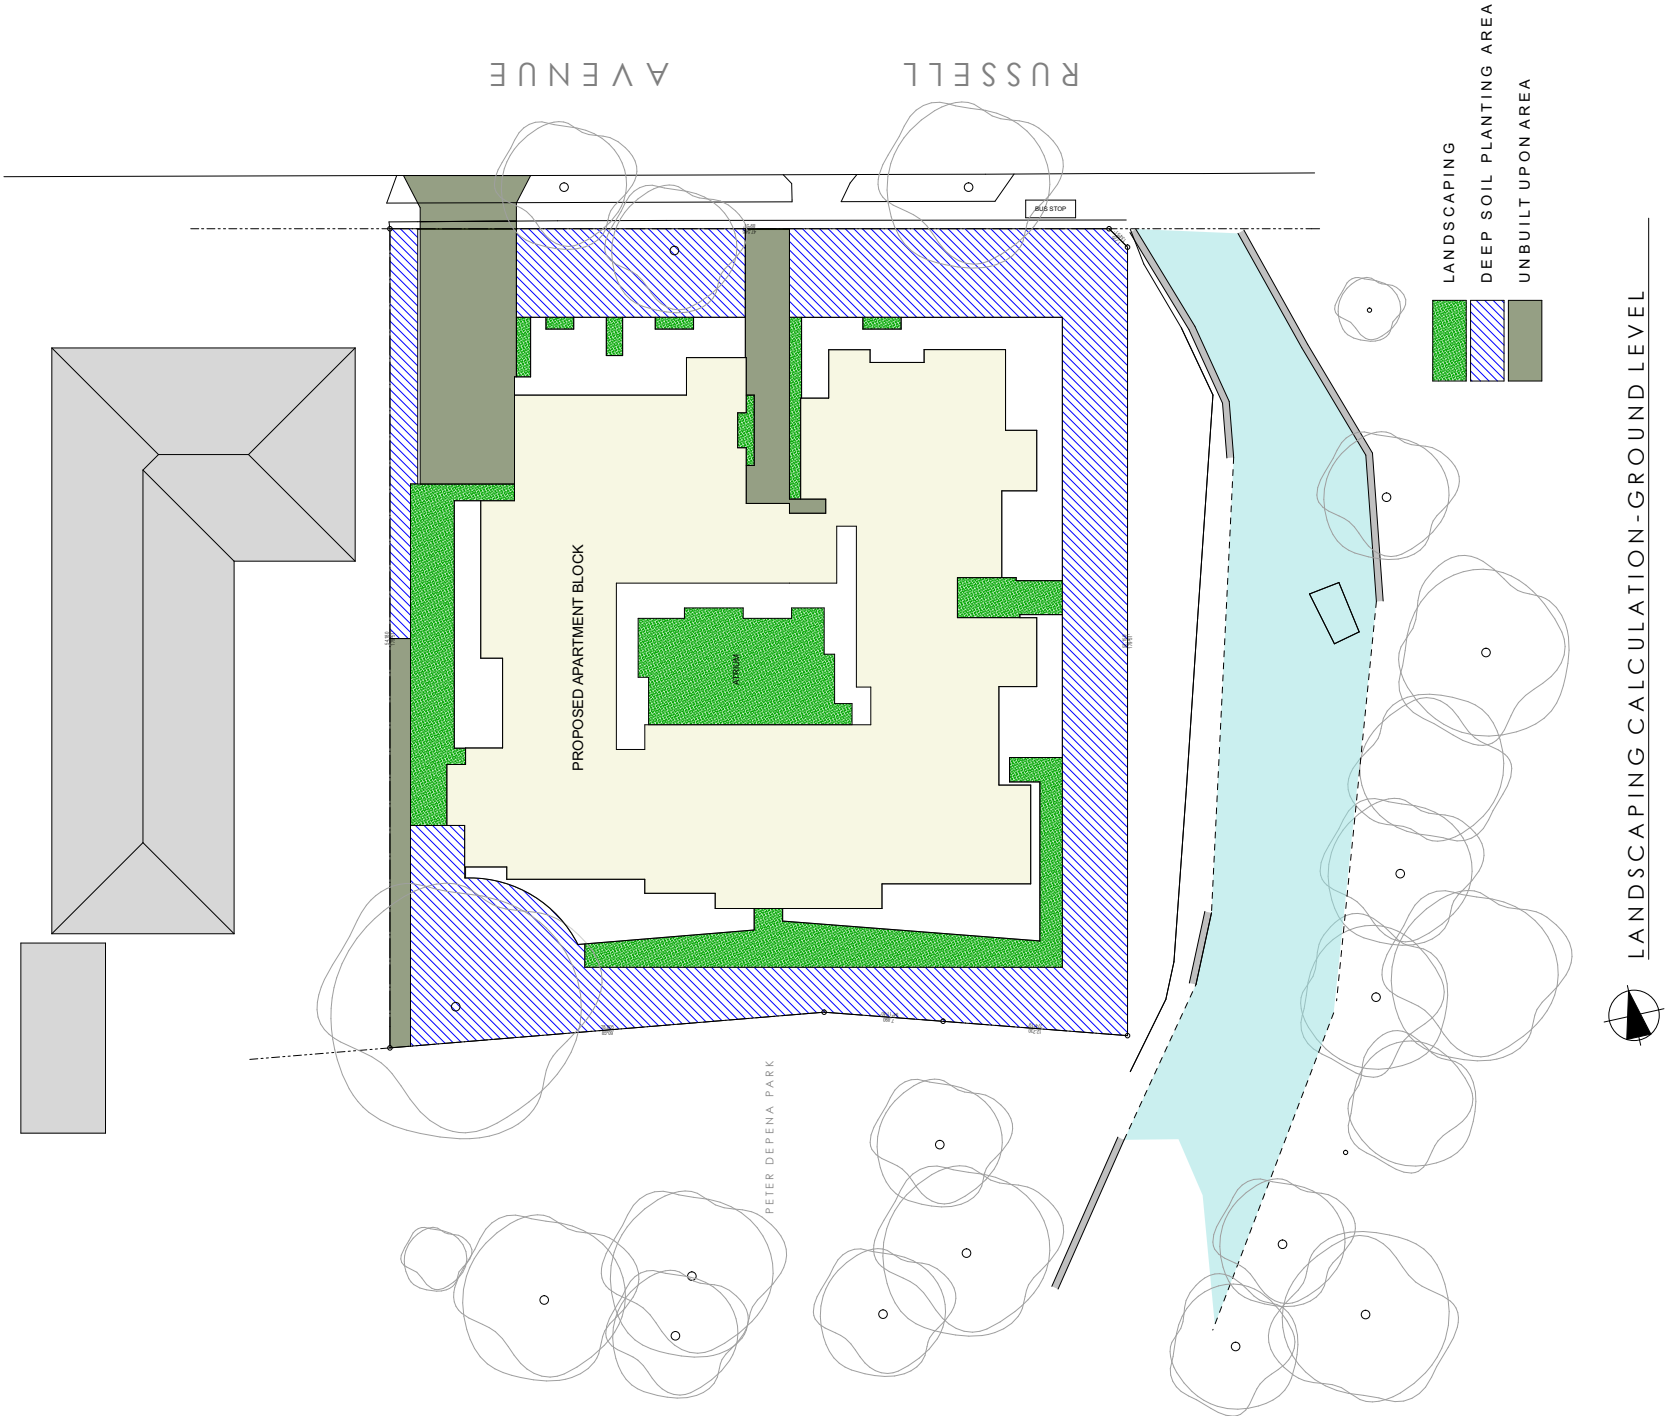 RUSSELL
AVENUE
BUS STOP
LANDSCAPING
DEEP SOIL PLANTING AREA
UNBUILT UPON AREA
PROPOSED APARTMENT BLOCK
ATRIUM
PETER DEPENA PARK
LANDSCAPING CALCULATION-GROUND LEVEL